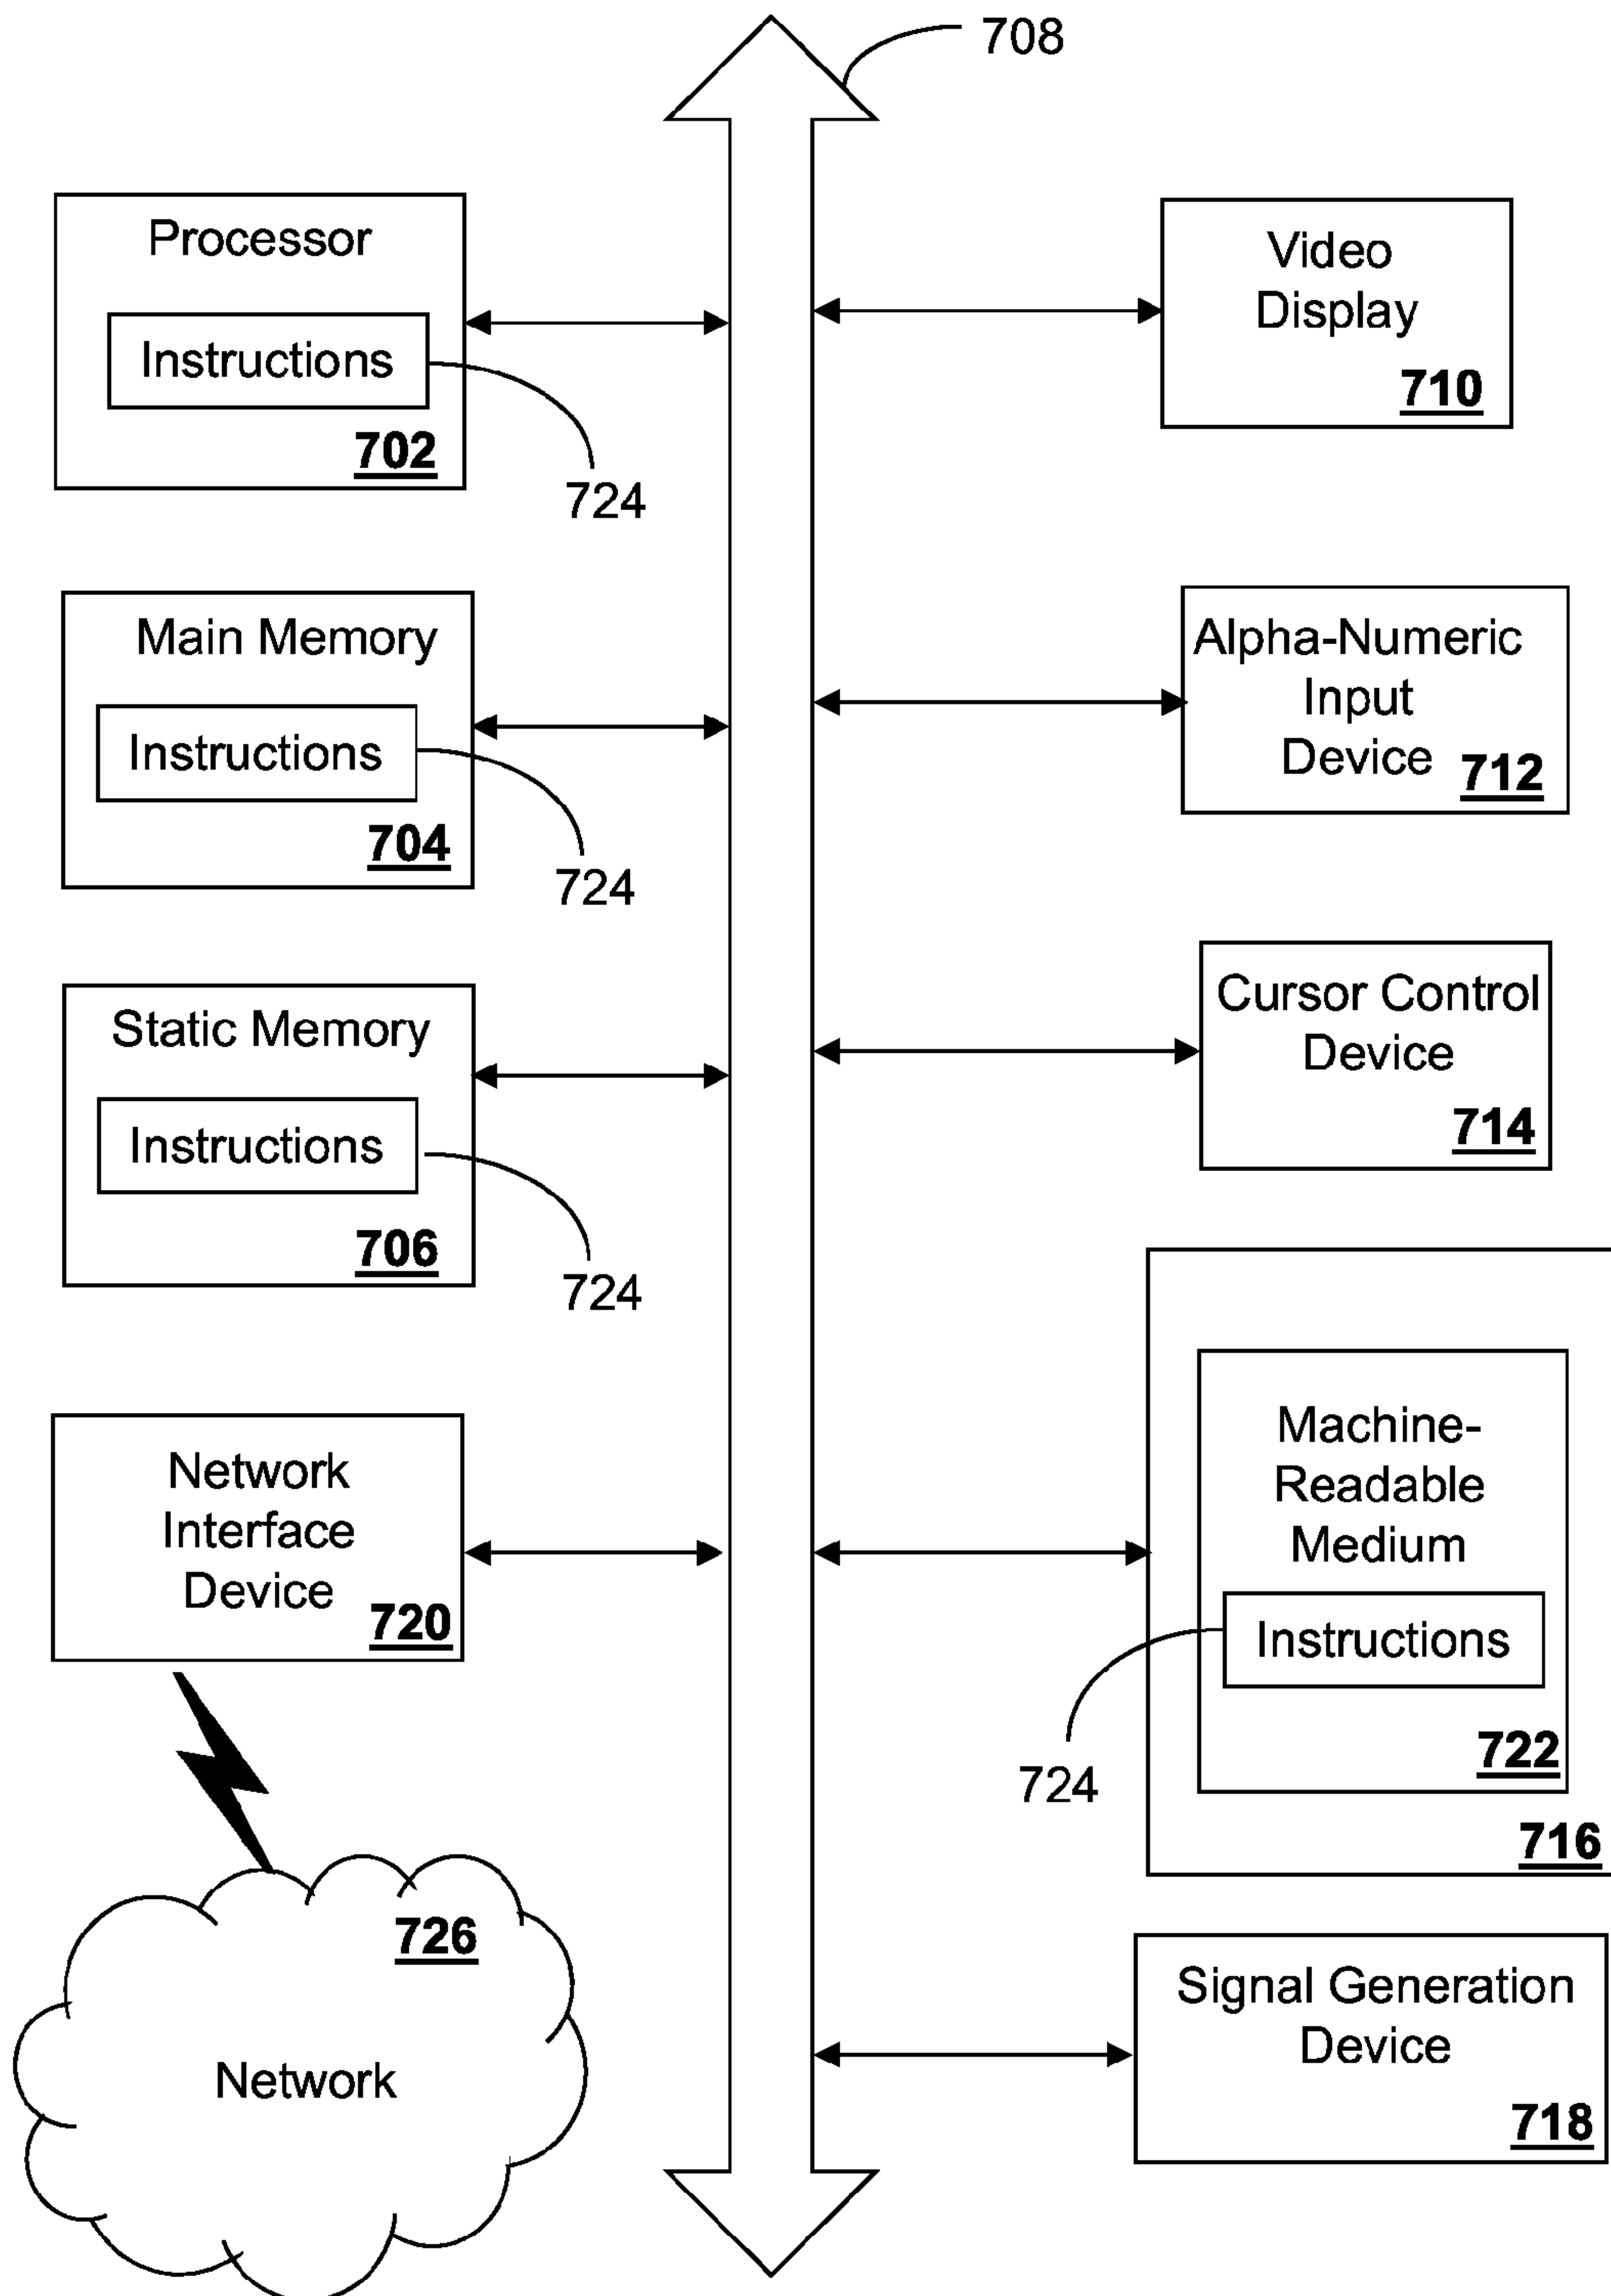 708
Processor
Instructions
702
724
Main Memory
Instructions
704
724
Static Memory
Instructions
706
724
Network
Interface
Device
720
726
Network
Video
Display
710
Alpha-Numeric
Input
Device
712
Cursor Control
Device
714
Machine-
Readable
Medium
Instructions
724
722
716
Signal Generation
Device
718